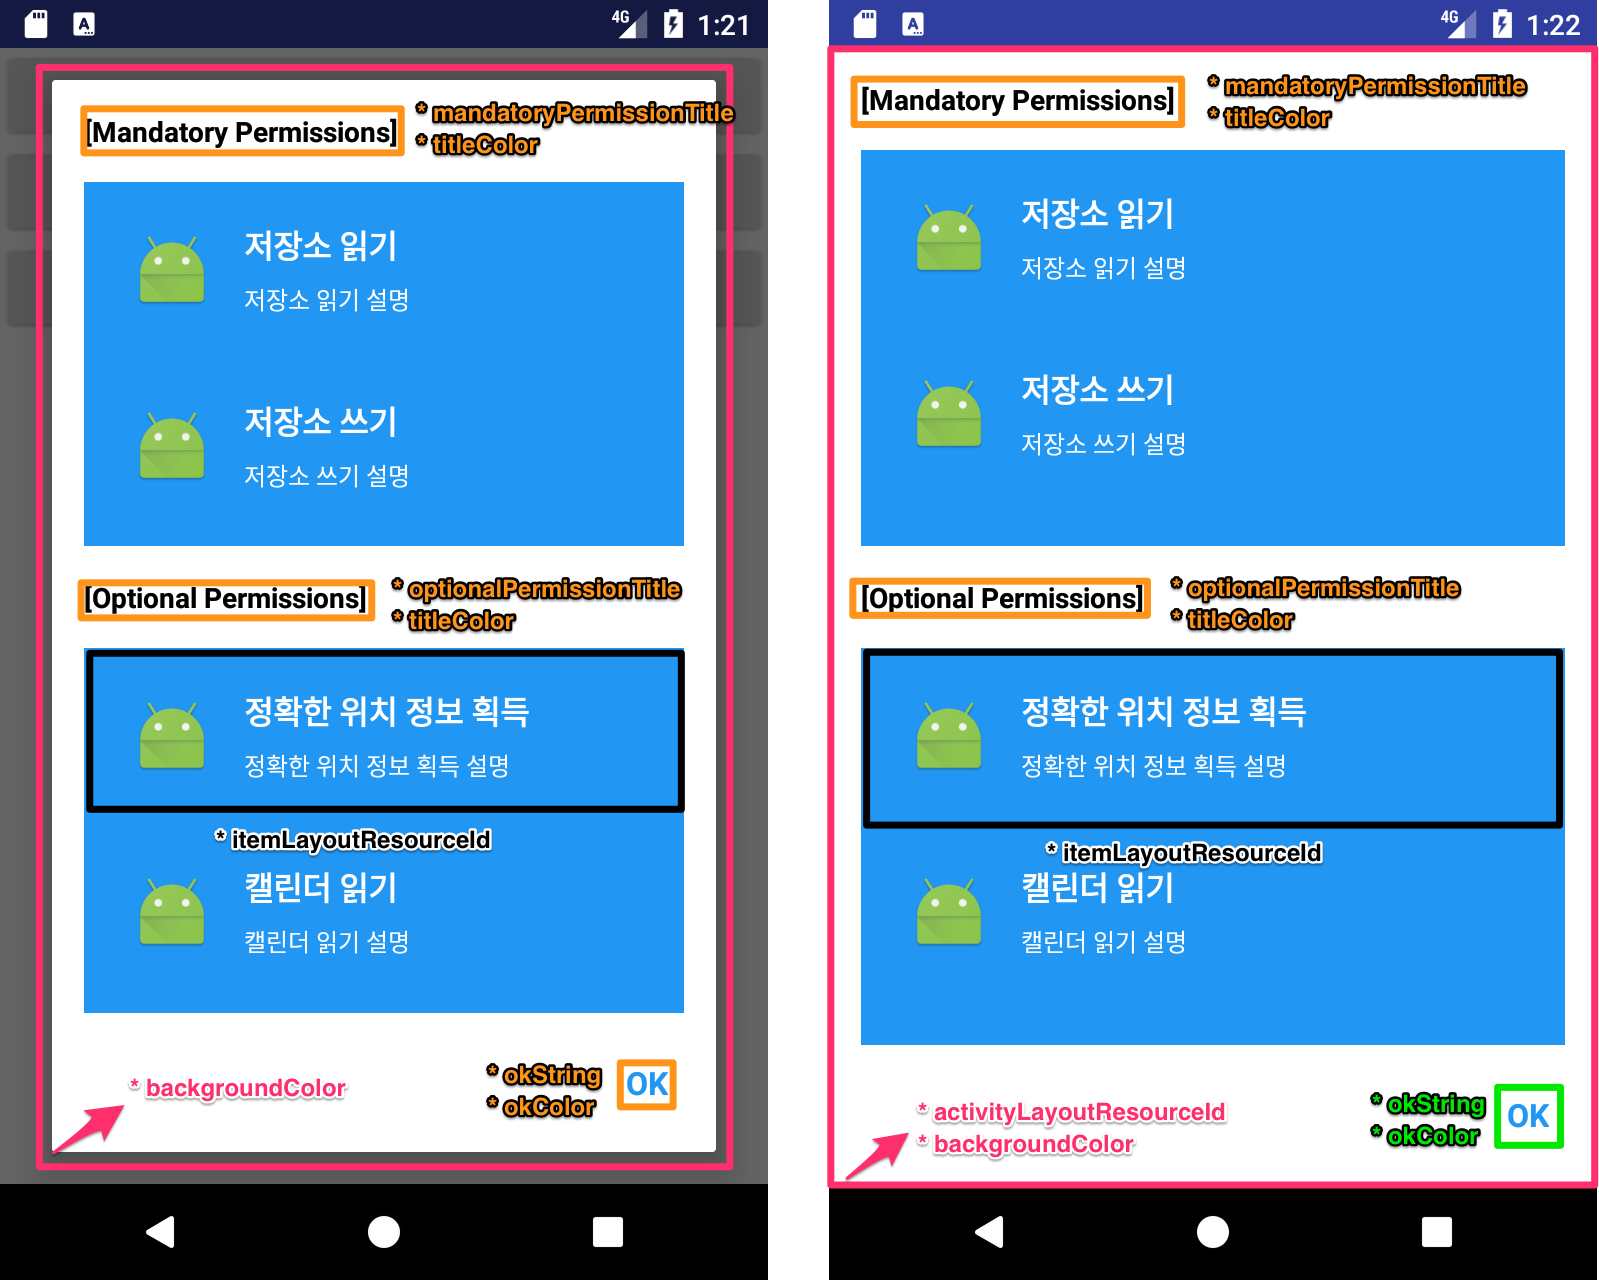 4G 1:21
[Mandatory Permissions]
* mandatoryPermissionTitle
* titleColor
저장소 읽기
저장소 읽기 설명
저장소 쓰기
저장소 쓰기 설명
[Optional Permissions]
* optionalPermissionTitle
* titleColor
정확한 위치 정보 획득
정확한 위치 정보 획득 설명
* itemLayoutResourceId
캘린더 읽기
캘린더 읽기 설명
* backgroundColor
* okString
* okColor
OK
4G 1:22
[Mandatory Permissions]
* mandatoryPermissionTitle
* titleColor
저장소 읽기
저장소 읽기 설명
저장소 쓰기
저장소 쓰기 설명
[Optional Permissions]
* optionalPermissionTitle
* titleColor
정확한 위치 정보 획득
정확한 위치 정보 획득 설명
* itemLayoutResourceId
캘린더 읽기
캘린더 읽기 설명
* activityLayoutResourceId
* backgroundColor
* okString
* okColor
OK